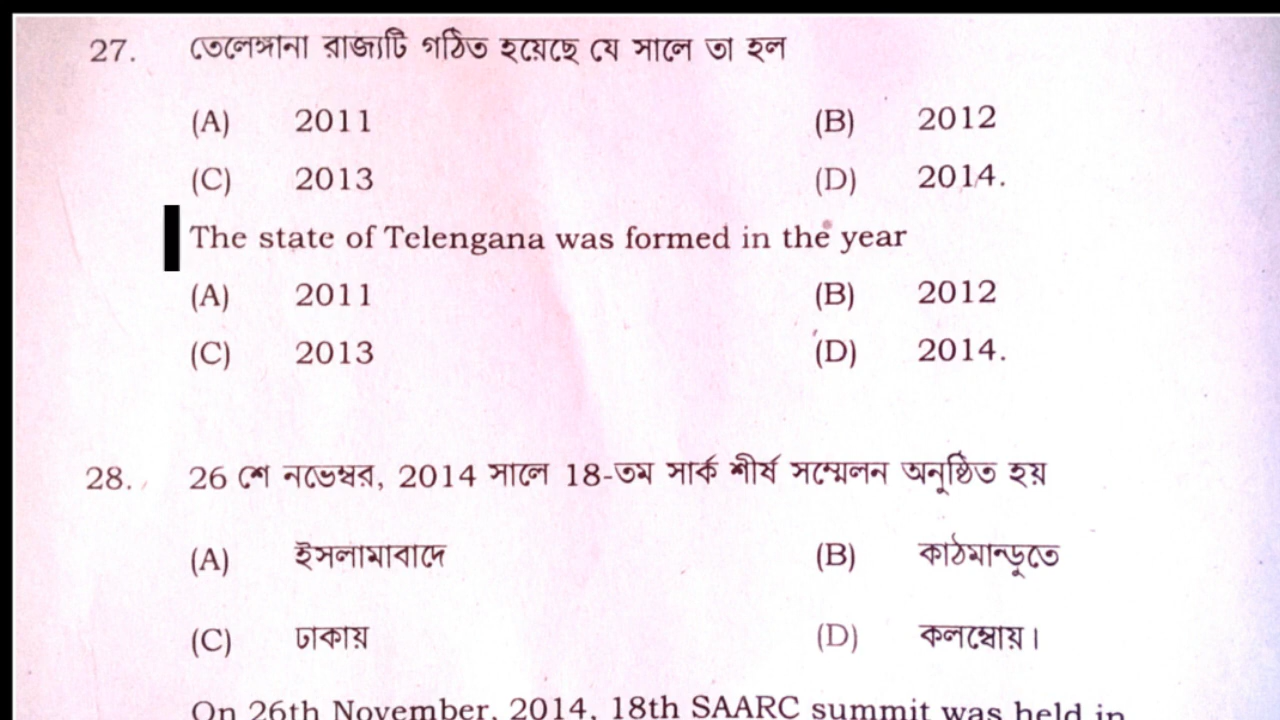 27. তেলেঙ্গানা রাজ্যটি গঠিত হয়েছে যে সালে তা হল
(A) 2011 (B) 2012
(C) 2013 (D) 2014.
The state of Telengana was formed in the year
(A) 2011 (B) 2012
(C) 2013 (D) 2014.
28. 26 শে নভেম্বর, 2014 সালে 18-তম সার্ক শীর্ষ সম্মেলন অনুষ্ঠিত হয়
(A) ইসলামাবাদে (B) কাঠমান্ডুতে
(C) ঢাকায় (D) কলম্বোয়।
On 26th November, 2014, 18th SAARC summit was held in